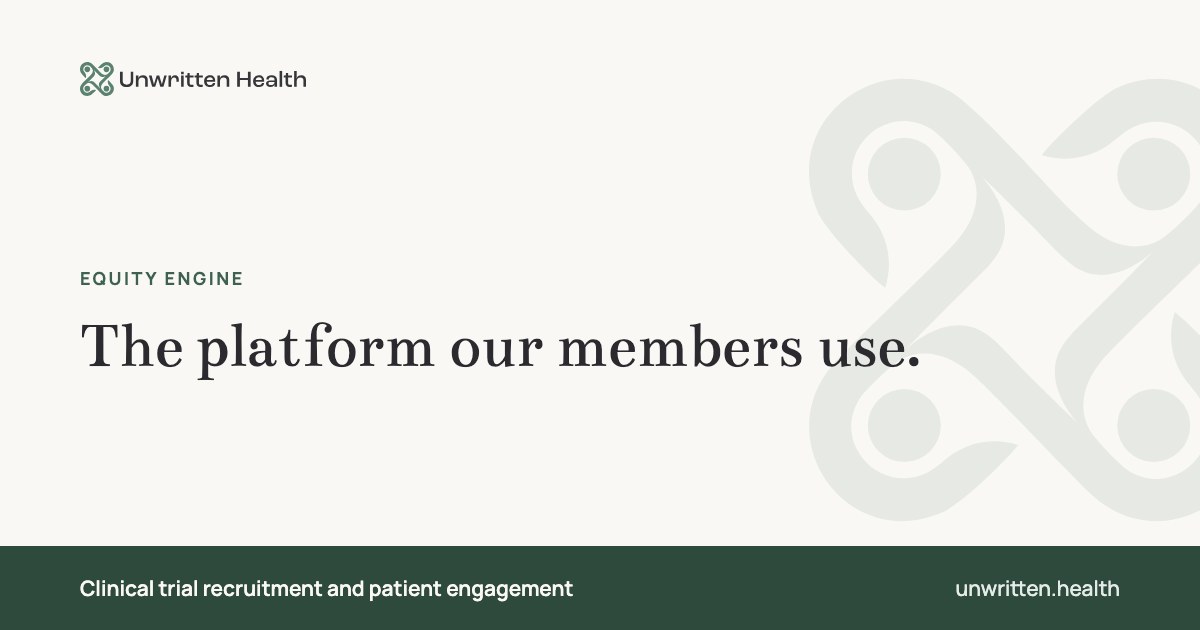 Unwritten Health
EQUITY ENGINE
The platform our members use.
Clinical trial recruitment and patient engagement
unwritten.health